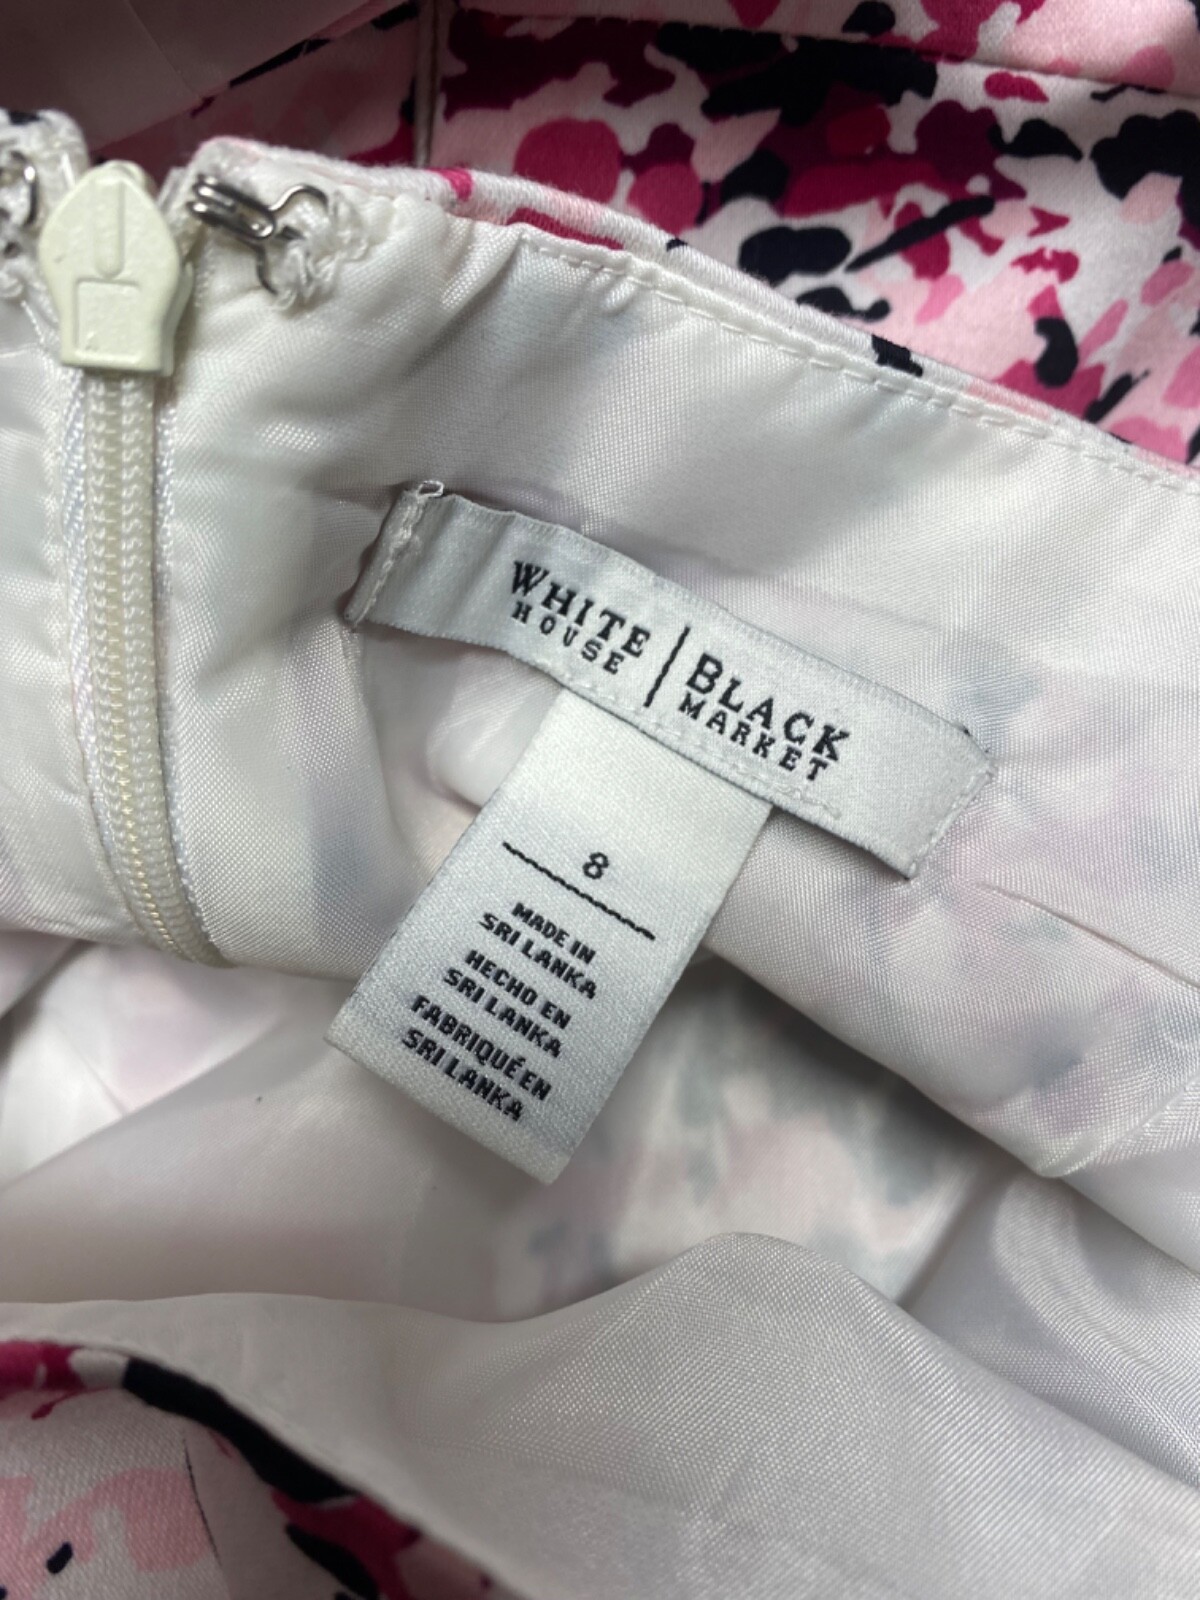 WHITE | BLACK
HOUSE | MARKET
8
MADE IN
SRI LANKA
HECHO EN
SRI LANKA
FABRIQUÉ EN
SRI LANKA